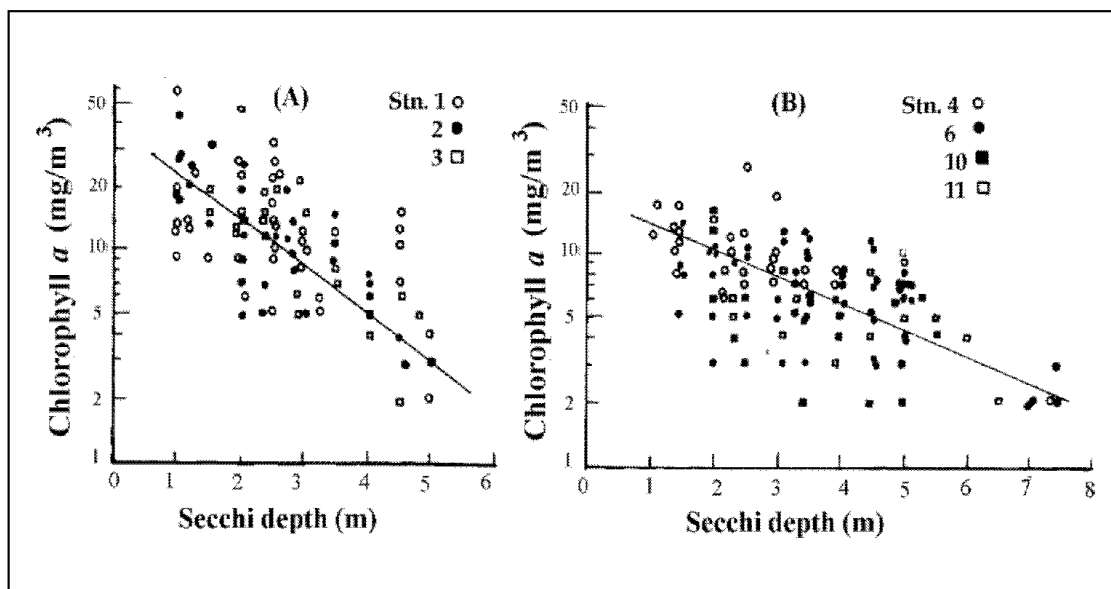 (A)
Stn. 1
2
3
Chlorophyll a (mg/m³)
50
20
10
5
2
1
0 1 2 3 4 5 6
Secchi depth (m)
(B)
Stn. 4
6
10
11
Chlorophyll a (mg/m³)
50
20
10
5
2
1
0 1 2 3 4 5 6 7 8
Secchi depth (m)